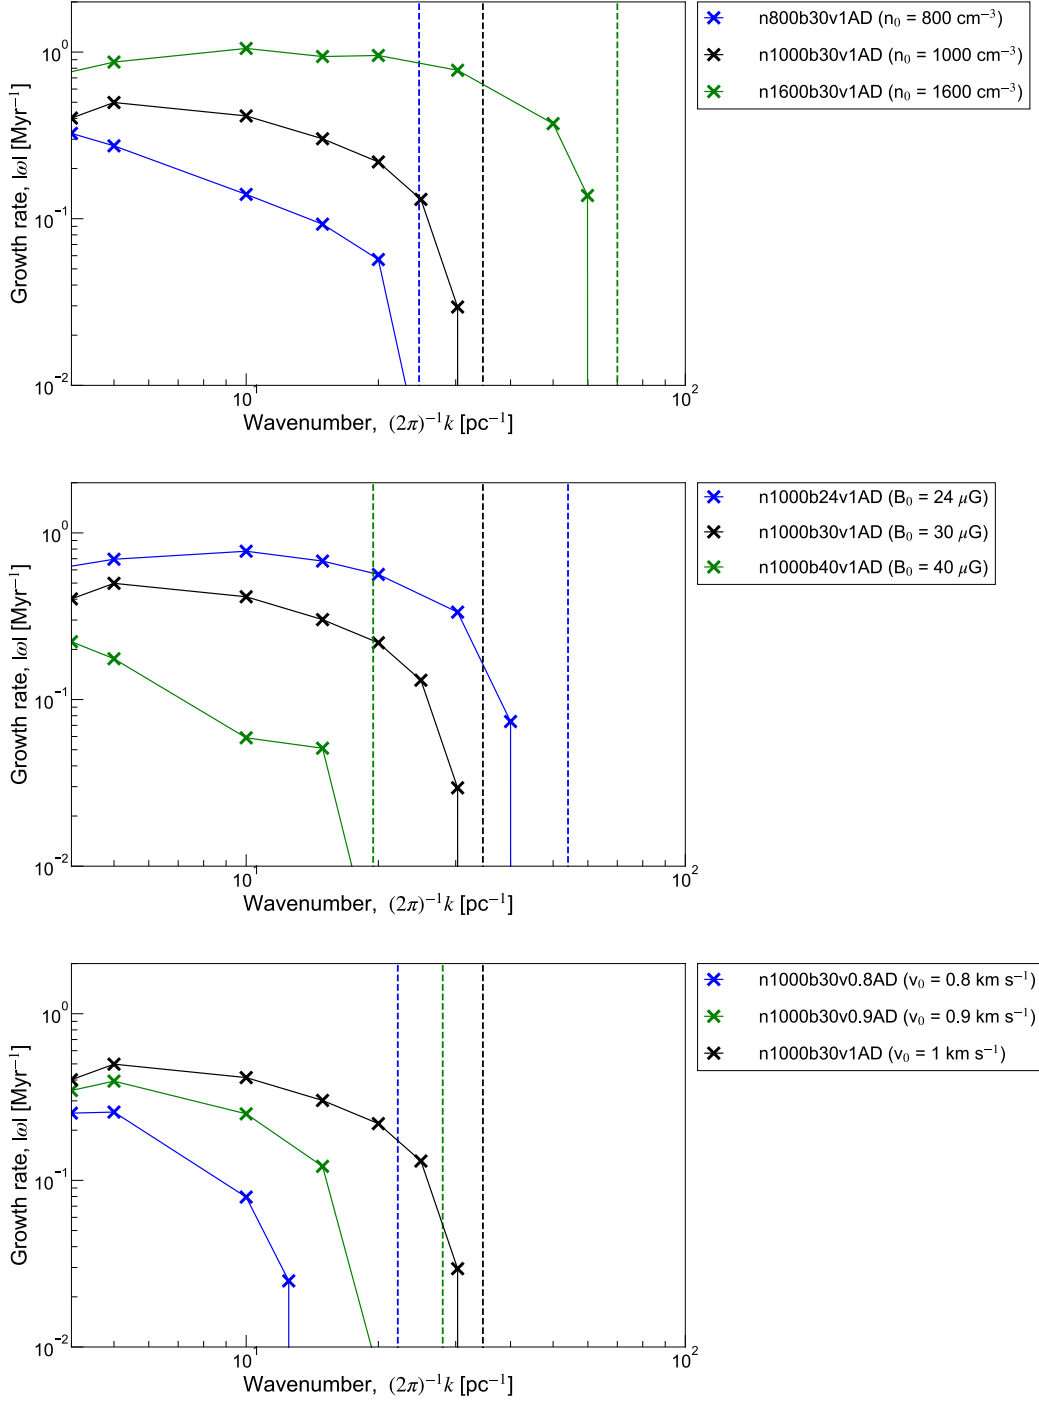 n800b30v1AD (n₀ = 800 cm⁻³)
n1000b30v1AD (n₀ = 1000 cm⁻³)
n1600b30v1AD (n₀ = 1600 cm⁻³)
Growth rate, |ω| [Myr⁻¹]
10⁰
10⁻¹
10⁻²
10¹
10²
Wavenumber, (2π)⁻¹k [pc⁻¹]
n1000b24v1AD (B₀ = 24 μG)
n1000b30v1AD (B₀ = 30 μG)
n1000b40v1AD (B₀ = 40 μG)
Growth rate, |ω| [Myr⁻¹]
10⁰
10⁻¹
10⁻²
10¹
10²
Wavenumber, (2π)⁻¹k [pc⁻¹]
n1000b30v0.8AD (v₀ = 0.8 km s⁻¹)
n1000b30v0.9AD (v₀ = 0.9 km s⁻¹)
n1000b30v1AD (v₀ = 1 km s⁻¹)
Growth rate, |ω| [Myr⁻¹]
10⁰
10⁻¹
10⁻²
10¹
10²
Wavenumber, (2π)⁻¹k [pc⁻¹]